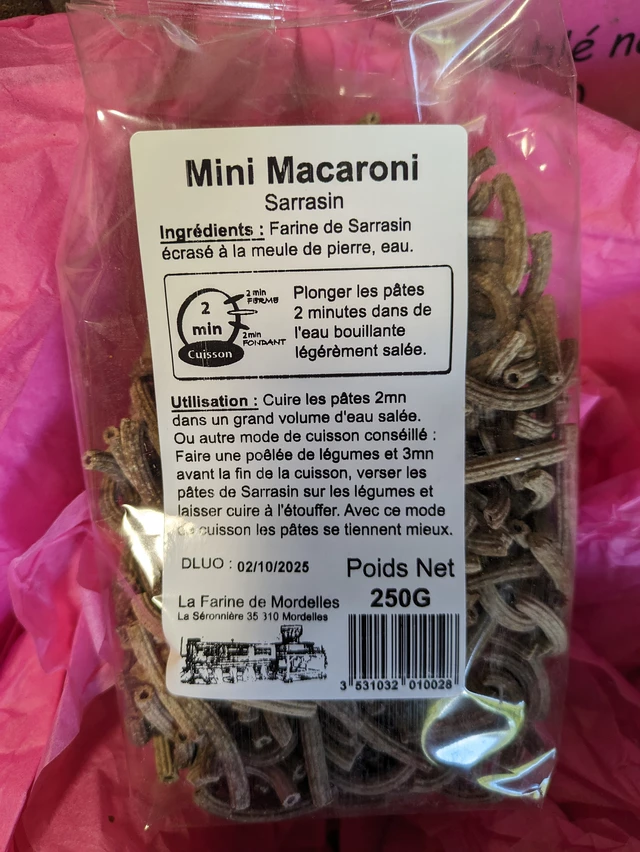 Mini Macaroni
Sarrasin
Ingrédients : Farine de Sarrasin
écrasé à la meule de pierre, eau.
2 min
FERME
2
min
2min
FONDANT
Cuisson
Plonger les pâtes
2 minutes dans de
l'eau bouillante
légérèment salée.
Utilisation : Cuire les pâtes 2mn
dans un grand volume d'eau salée.
Ou autre mode de cuisson conséillé :
Faire une poêlée de légumes et 3mn
avant la fin de la cuisson, verser les
pâtes de Sarrasin sur les légumes et
laisser cuire à l'étouffer. Avec ce mode
de cuisson les pâtes se tiennent mieux.
DLUO : 02/10/2025
Poids Net
250G
La Farine de Mordelles
La Séronnière 35 310 Mordelles
3 531032 010028